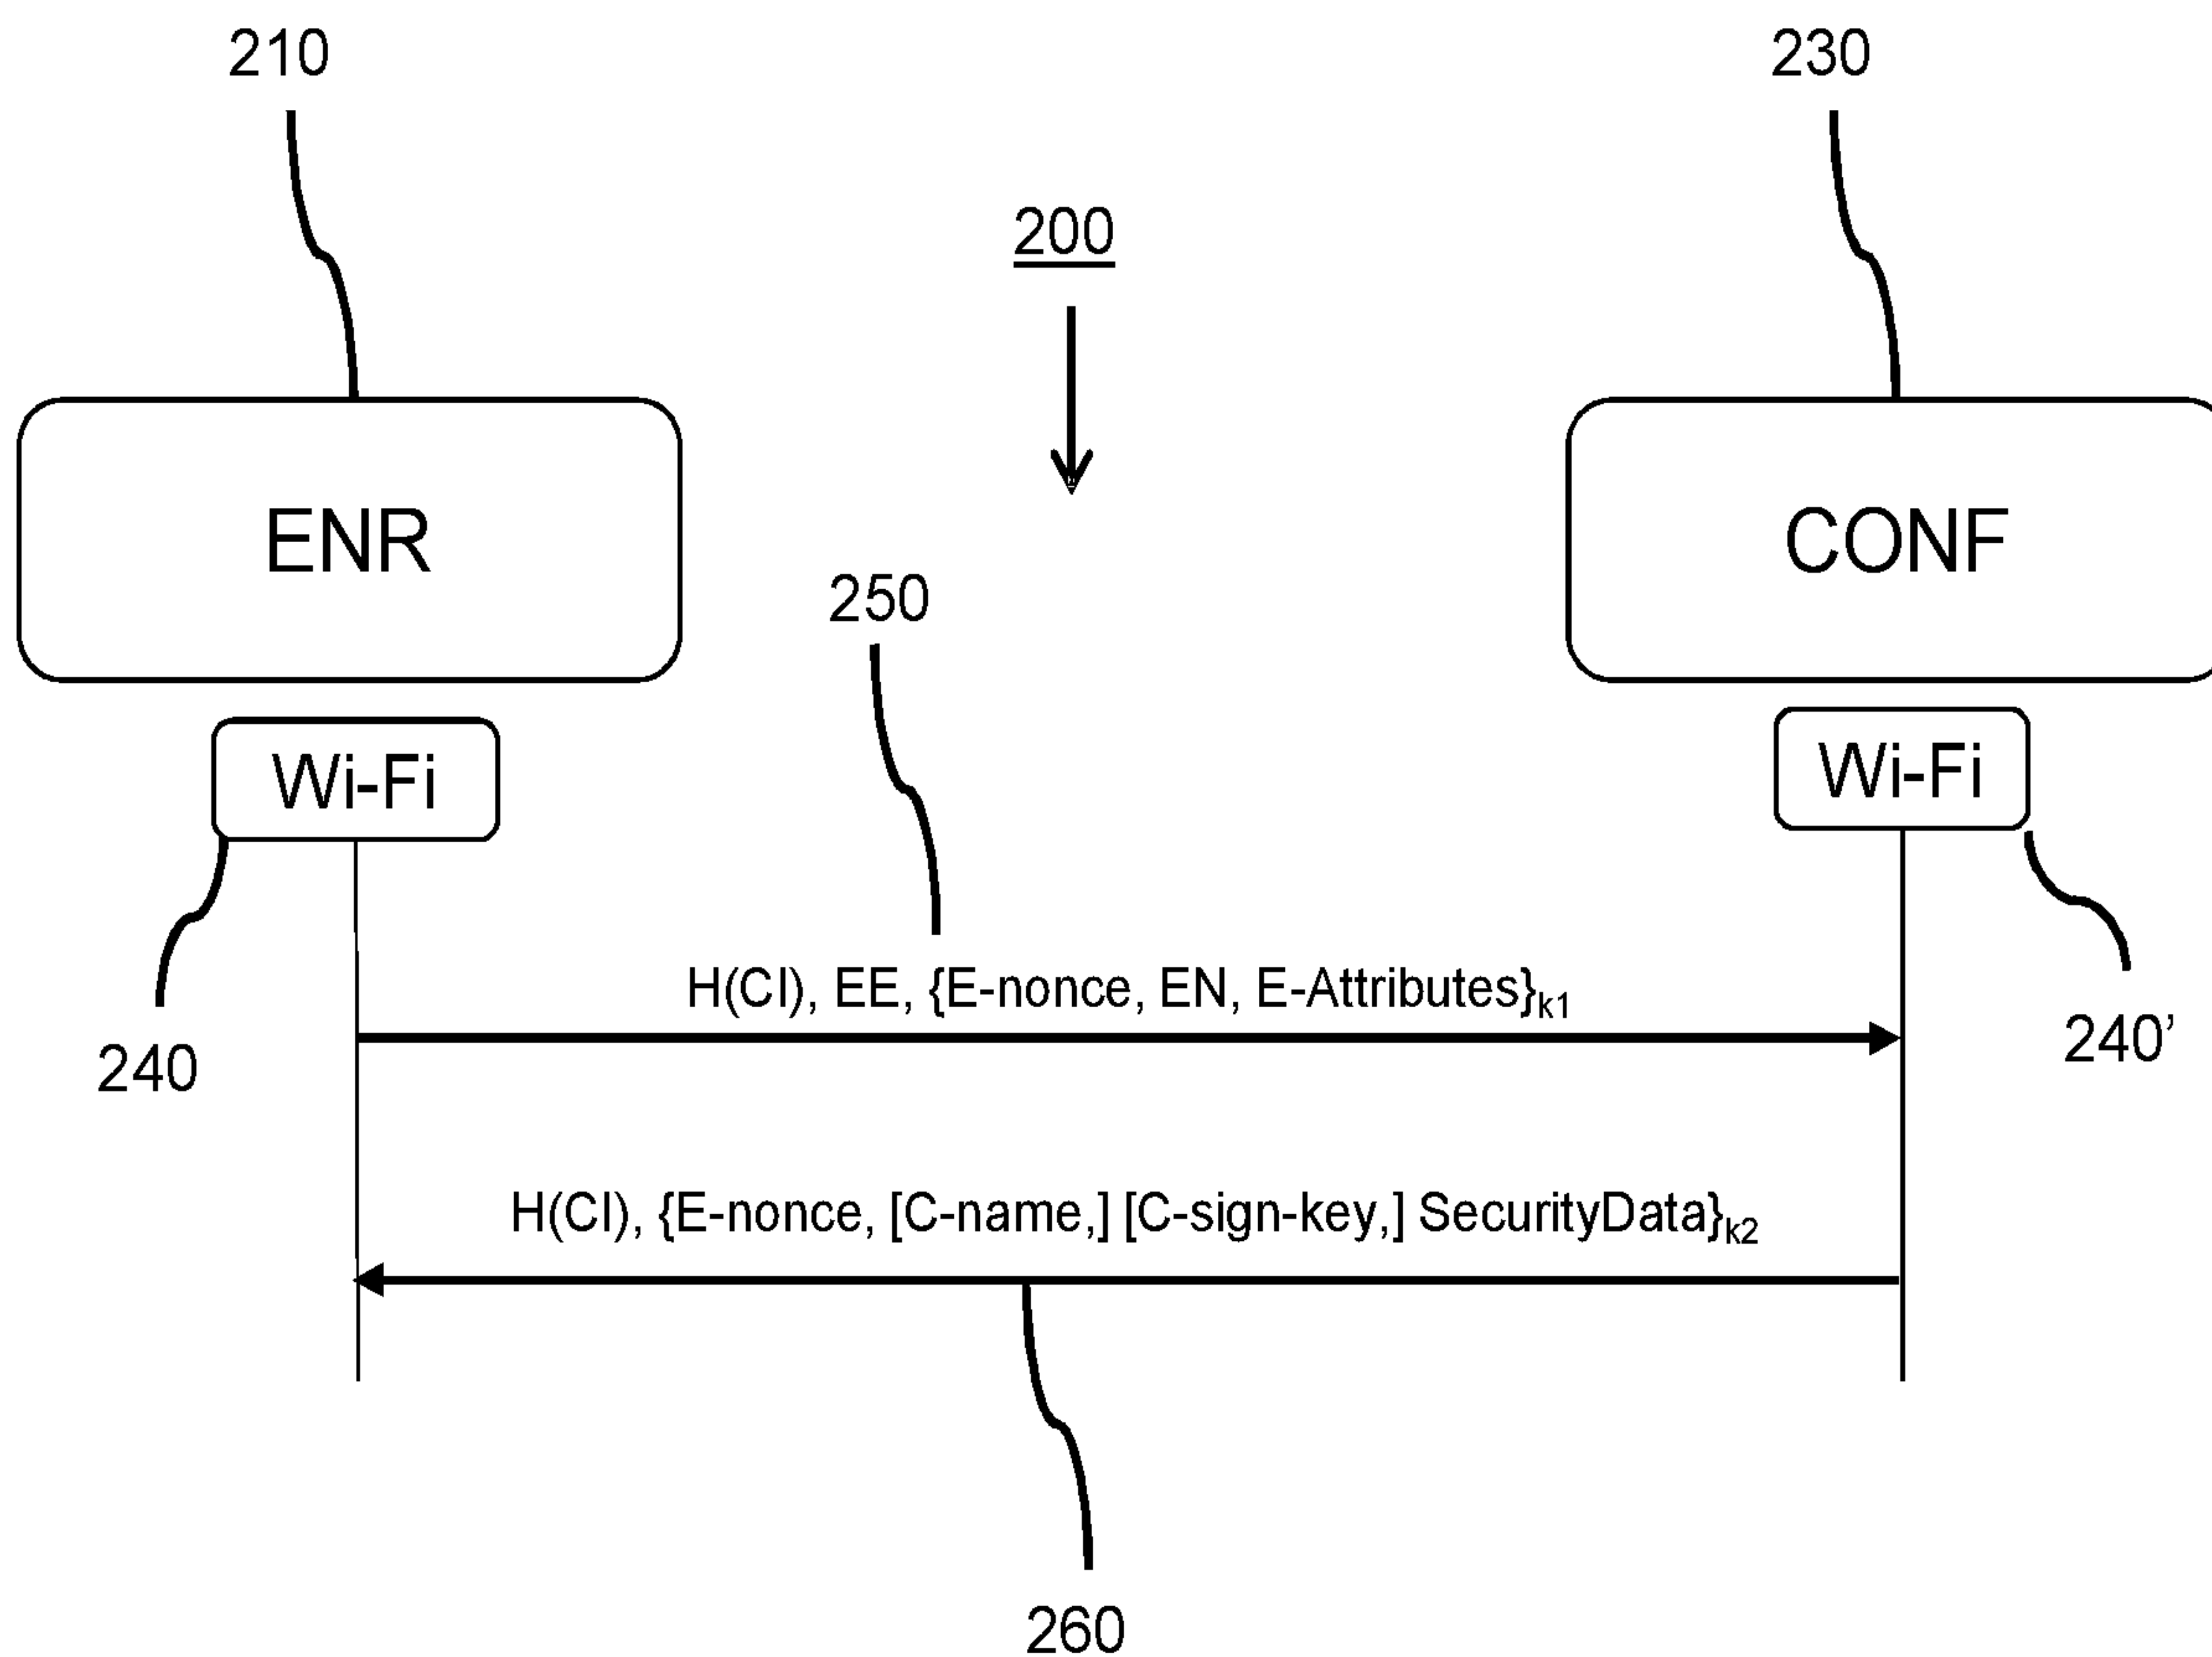 210
230
200
ENR
CONF
250
Wi-Fi
Wi-Fi
H(CI), EE, {E-nonce, EN, E-Attributes}k1
240
240’
H(CI), {E-nonce, [C-name,] [C-sign-key,] SecurityData}k2
260